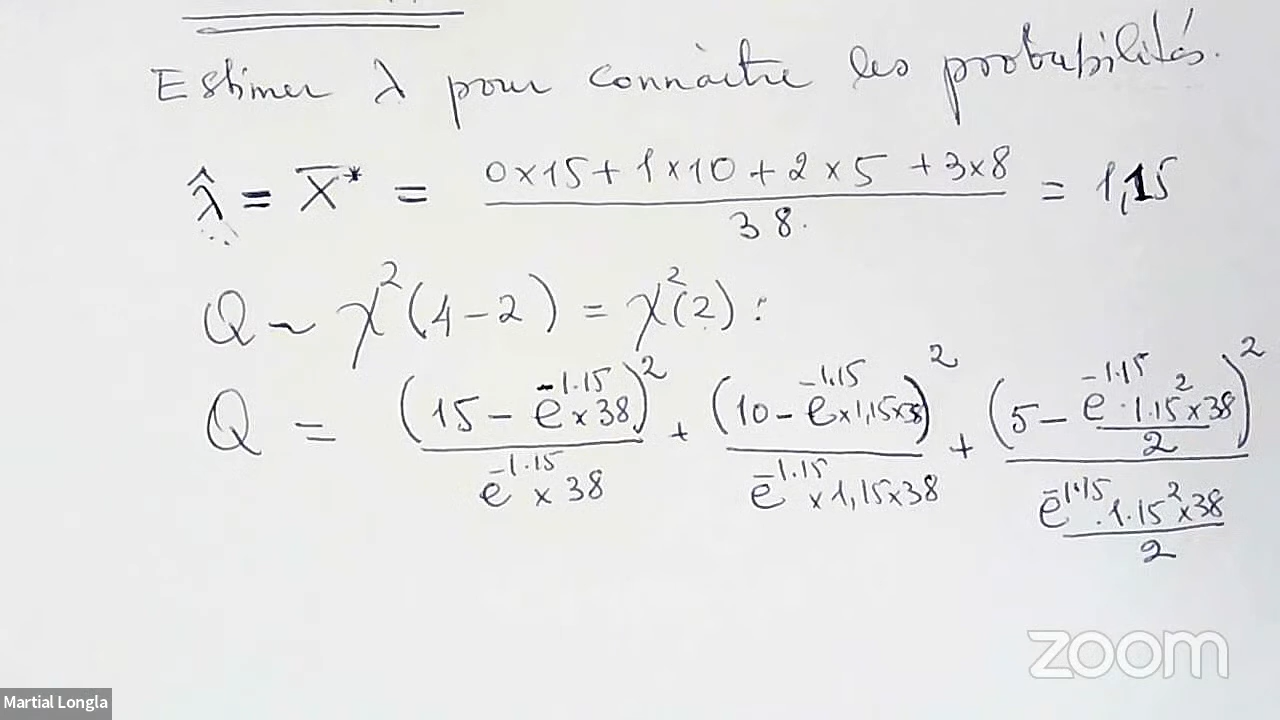 Estimer λ pour connaître les probabilités.
λ̂ = X̄* = (0×15 + 1×10 + 2×5 + 3×8) / 38. = 1,15
Q ~ χ²(4-2) = χ²(2) :
Q = (15 - e^-1.15 × 38)² / (e^-1.15 × 38) + (10 - e^-1.15 × 1,15 × 38)² / (e^-1.15 × 1,15 × 38) + (5 - (e^-1.15 · 1.15² × 38) / 2)² / ((e^-1.15 · 1.15² × 38) / 2)
zoom
Martial Longla